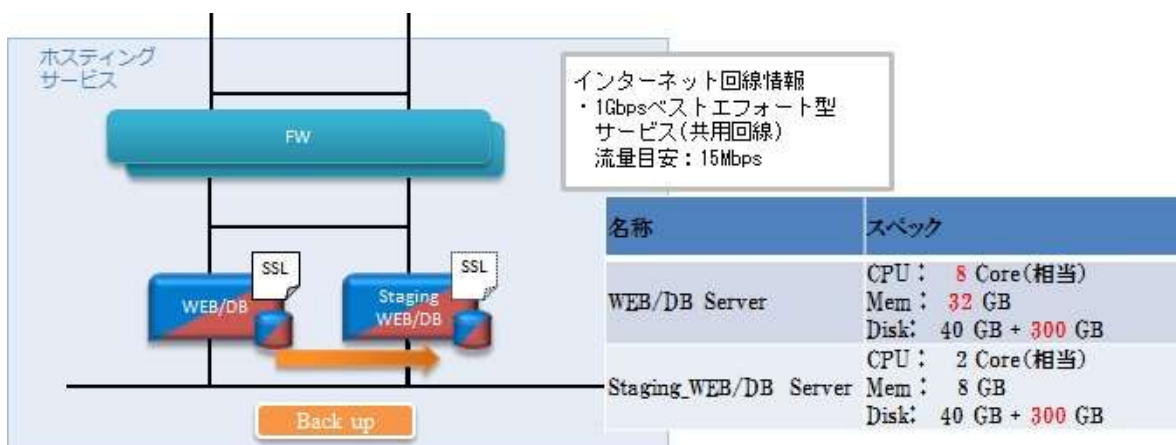 ホスティング
サービス
FW
インターネット回線情報
・1Gbpsベストエフォート型
サービス(共用回線)
流量目安：15Mbps
SSL
WEB/DB
SSL
Staging
WEB/DB
Back up
名称 スペック
WEB/DB Server
CPU： 8 Core(相当)
Mem： 32 GB
Disk: 40 GB + 300 GB
Staging_WEB/DB Server
CPU： 2 Core(相当)
Mem： 8 GB
Disk: 40 GB + 300 GB